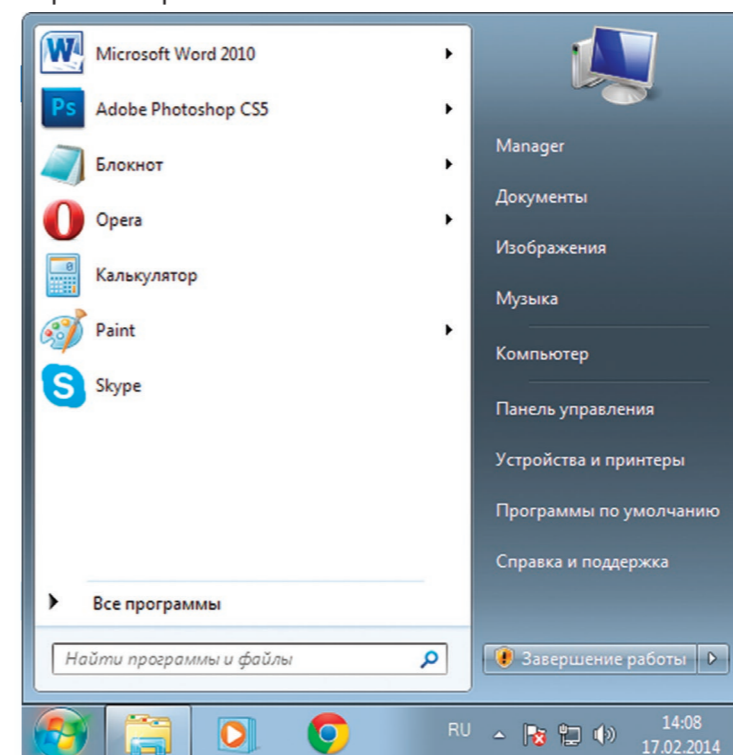 Microsoft Word 2010
Adobe Photoshop CS5
Блокнот
Opera
Калькулятор
Paint
Skype
Все программы
Найти программы и файлы
Manager
Документы
Изображения
Музыка
Компьютер
Панель управления
Устройства и принтеры
Программы по умолчанию
Справка и поддержка
Завершение работы
RU
14:08
17.02.2014